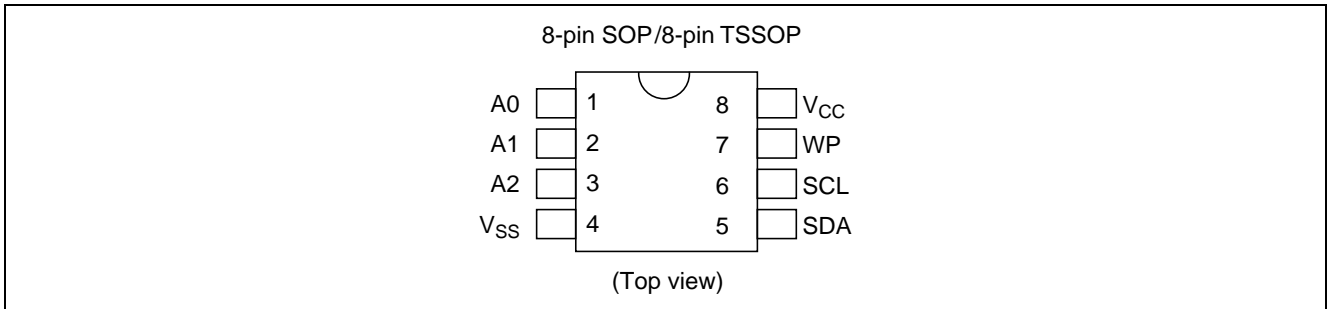 8-pin SOP/8-pin TSSOP
A0 1 8 VCC
A1 2 7 WP
A2 3 6 SCL
VSS 4 5 SDA
(Top view)